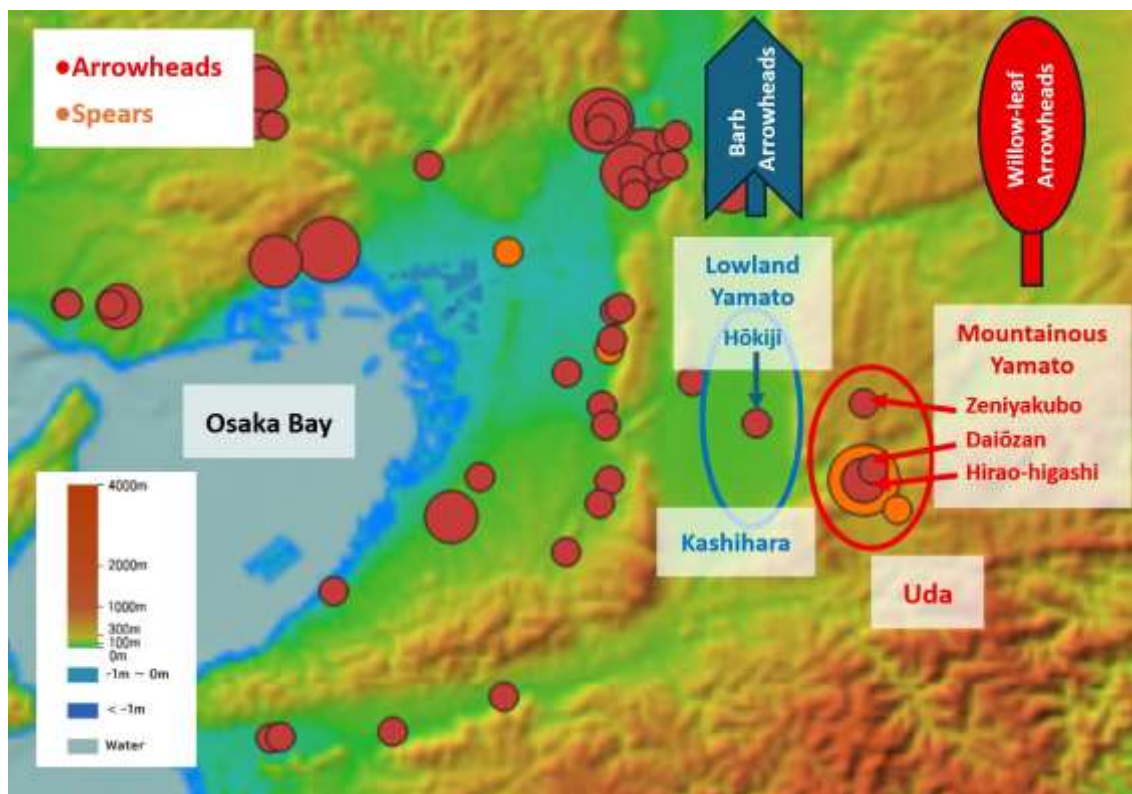 •Arrowheads
•Spears
Barb
Arrowheads
Willow-leaf
Arrowheads
Lowland
Yamato
Hōkiji
Mountainous
Yamato
Zeniyakubo
Daiōzan
Hirao-higashi
Osaka Bay
Kashihara
Uda
4000m
2000m
1000m
300m
100m
0m
-1m ~ 0m
< -1m
Water